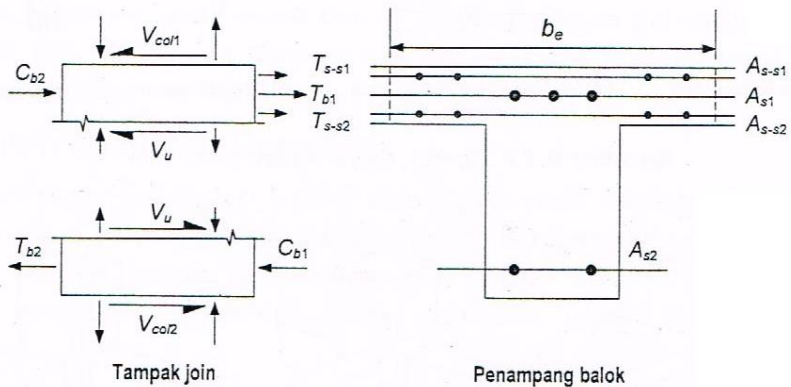 V_col1
C_b2
T_s-s1
T_b1
T_s-s2
V_u
V_u
T_b2
C_b1
V_col2
Tampak join
b_e
A_s-s1
A_s1
A_s-s2
A_s2
Penampang balok